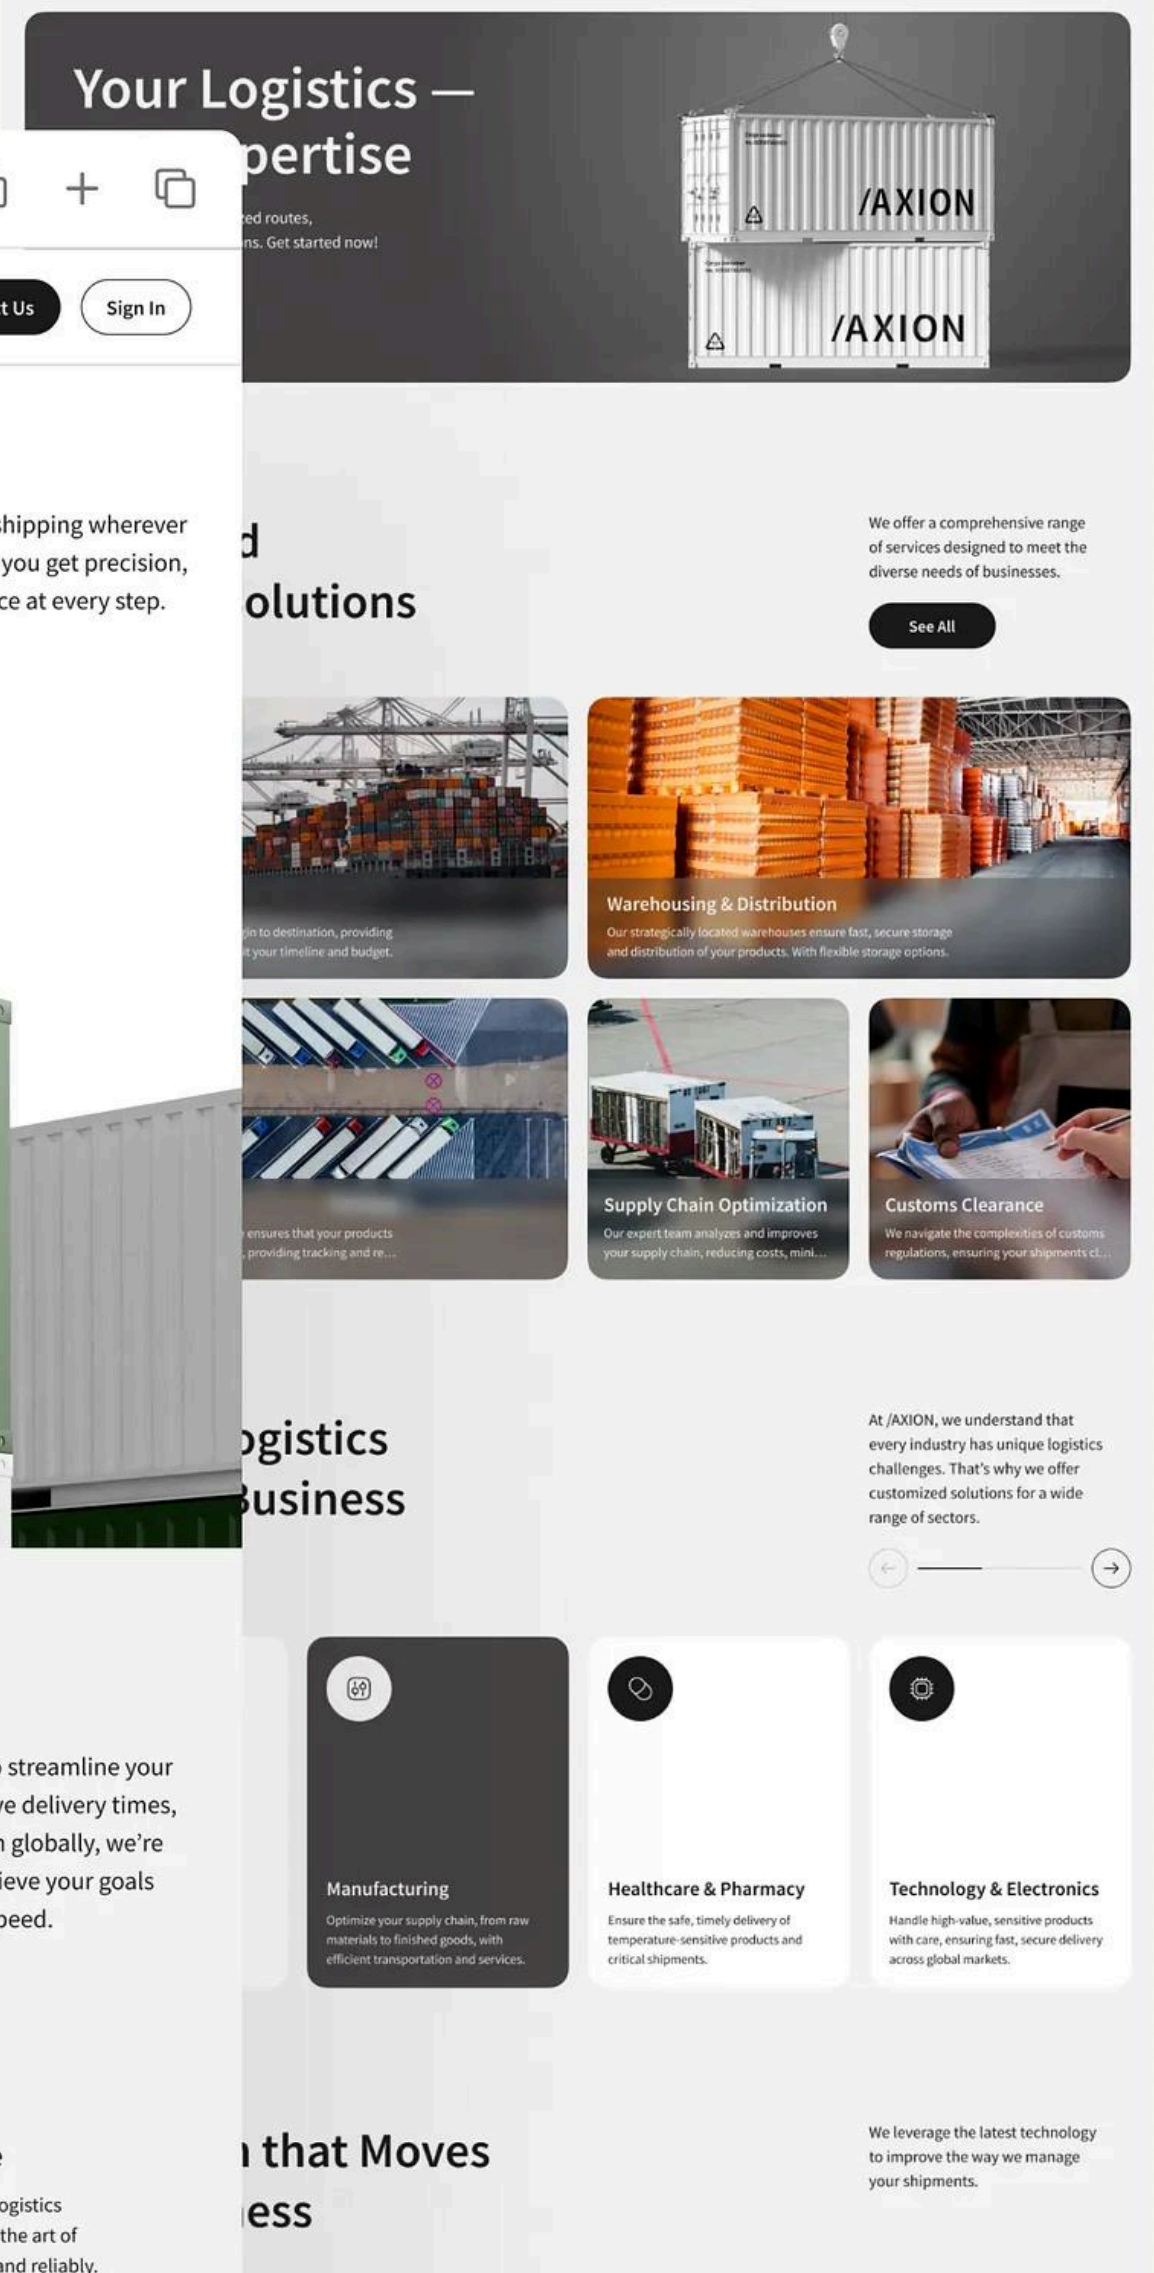 Your Logistics —
pertise
ed routes,
ns. Get started now!
/AXION
/AXION
t Us
Sign In
shipping wherever
you get precision,
ce at every step.
d
olutions
We offer a comprehensive range
of services designed to meet the
diverse needs of businesses.
See All
gin to destination, providing
it your timeline and budget.
Warehousing & Distribution
Our strategically located warehouses ensure fast, secure storage
and distribution of your products. With flexible storage options.
ensures that your products
, providing tracking and re...
Supply Chain Optimization
Our expert team analyzes and improves
your supply chain, reducing costs, mini...
Customs Clearance
We navigate the complexities of customs
regulations, ensuring your shipments cl...
ogistics
Business
At /AXION, we understand that
every industry has unique logistics
challenges. That's why we offer
customized solutions for a wide
range of sectors.
streamline your
ve delivery times,
n globally, we're
ieve your goals
peed.
Manufacturing
Optimize your supply chain, from raw
materials to finished goods, with
efficient transportation and services.
Healthcare & Pharmacy
Ensure the safe, timely delivery of
temperature-sensitive products and
critical shipments.
Technology & Electronics
Handle high-value, sensitive products
with care, ensuring fast, secure delivery
across global markets.
e
ogistics
the art of
and reliably.
n that Moves
ness
We leverage the latest technology
to improve the way we manage
your shipments.